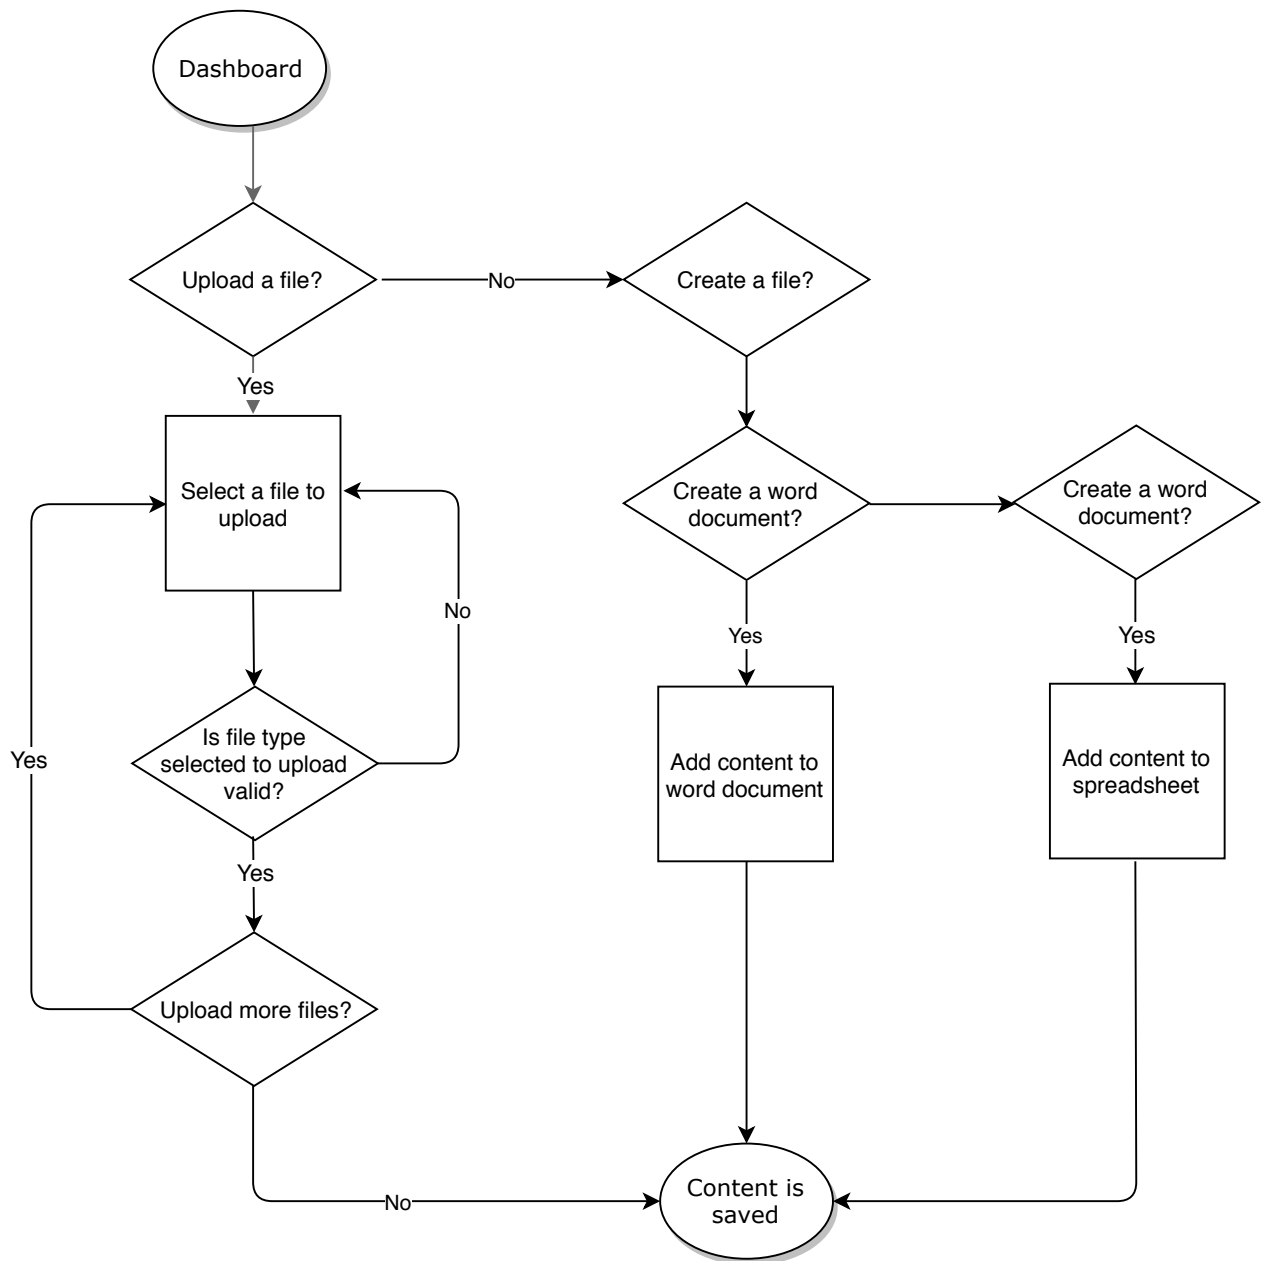 Dashboard
Upload a file?
No
Create a file?
Yes
Select a file to
upload
Create a word
document?
Create a word
document?
No
Yes
Yes
Is file type
selected to upload
valid?
Yes
Add content to
word document
Add content to
spreadsheet
Yes
Upload more files?
No
Content is
saved